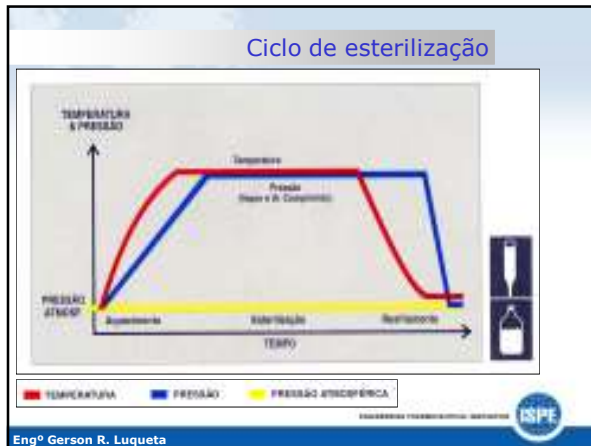 Ciclo de esterilização
TEMPERATURA
& PRESSÃO
Temperatura
Pressão
(Vapor e Ar Comprimido)
PRESSÃO
ATMOSF.
Aquecimento
Esterilização
Resfriamento
TEMPO
TEMPERATURA
PRESSÃO
PRESSÃO ATMOSFÉRICA
ISPE
Engº Gerson R. Luqueta